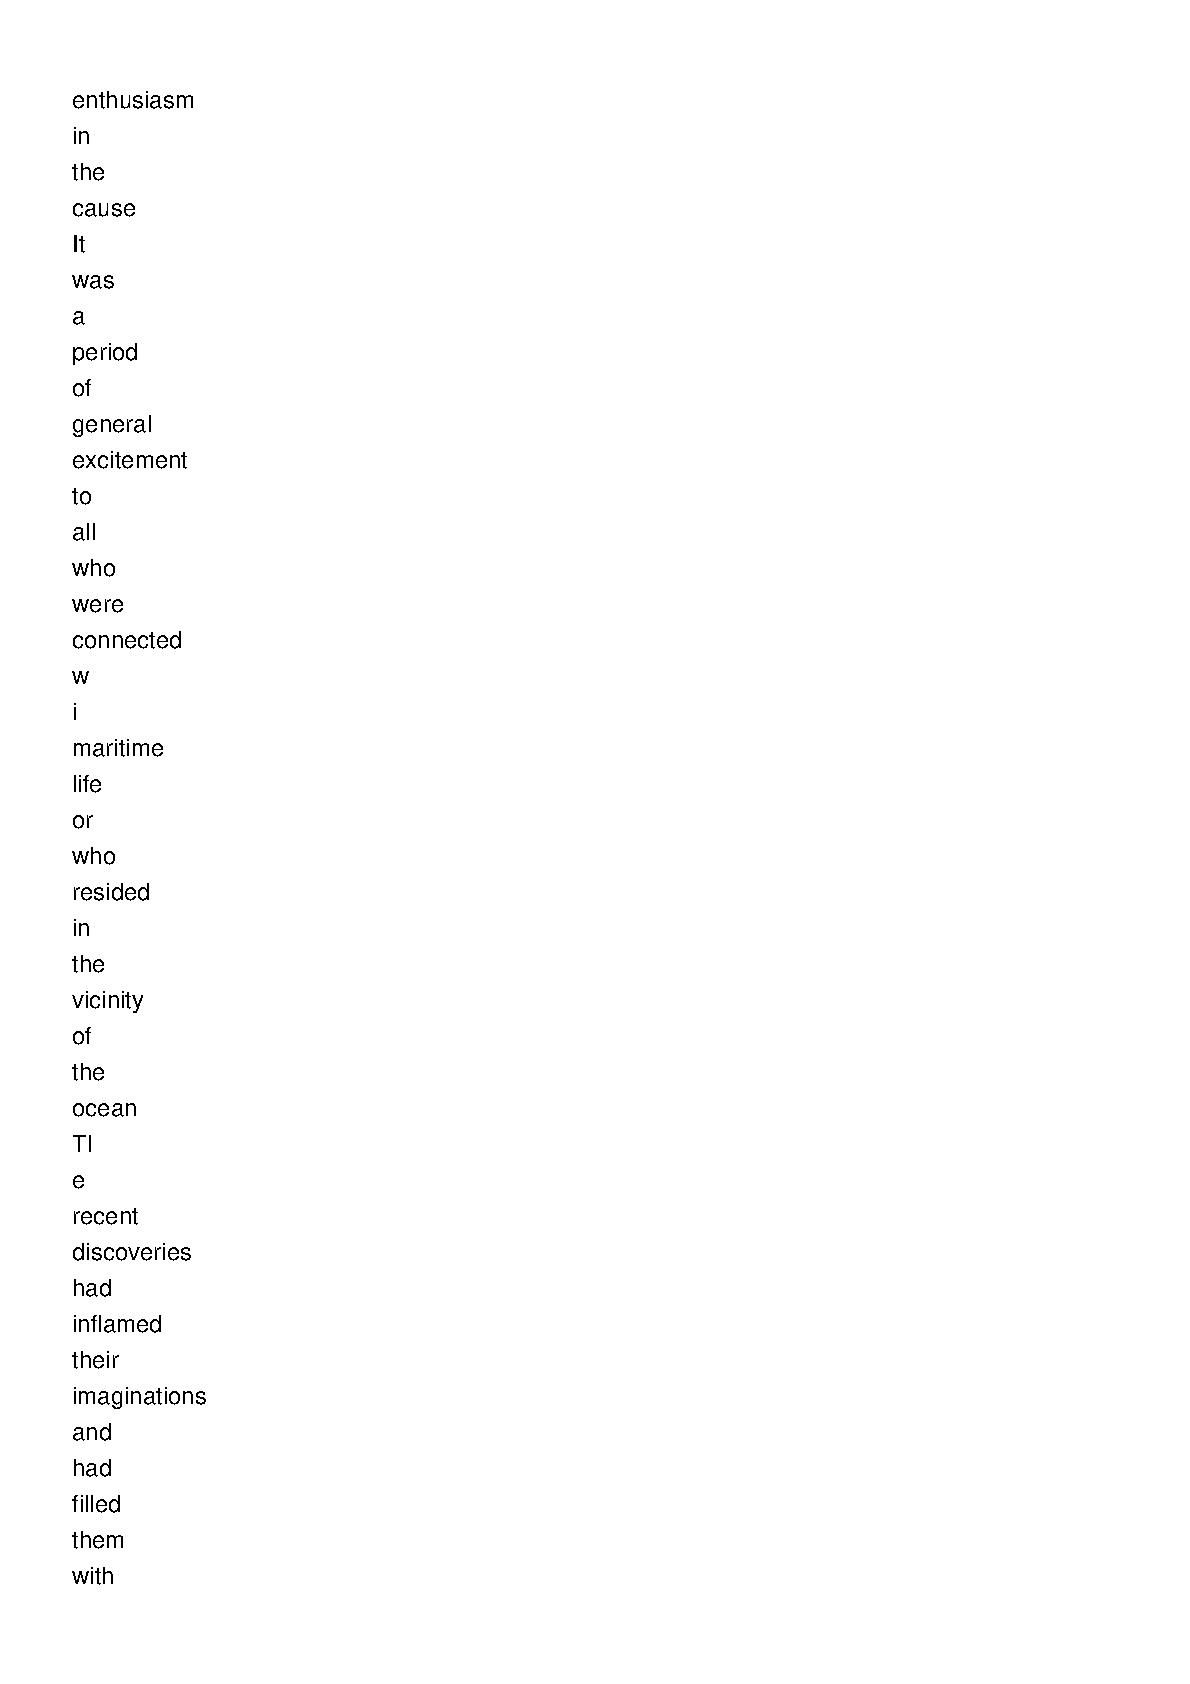 enthusiasm
in
the
cause
It
was
a
period
of
general
excitement
to
all
who
were
connected
w
i
maritime
life
or
who
resided
in
the
vicinity
of
the
ocean
TI
e
recent
discoveries
had
inflamed
their
imaginations
and
had
filled
them
with